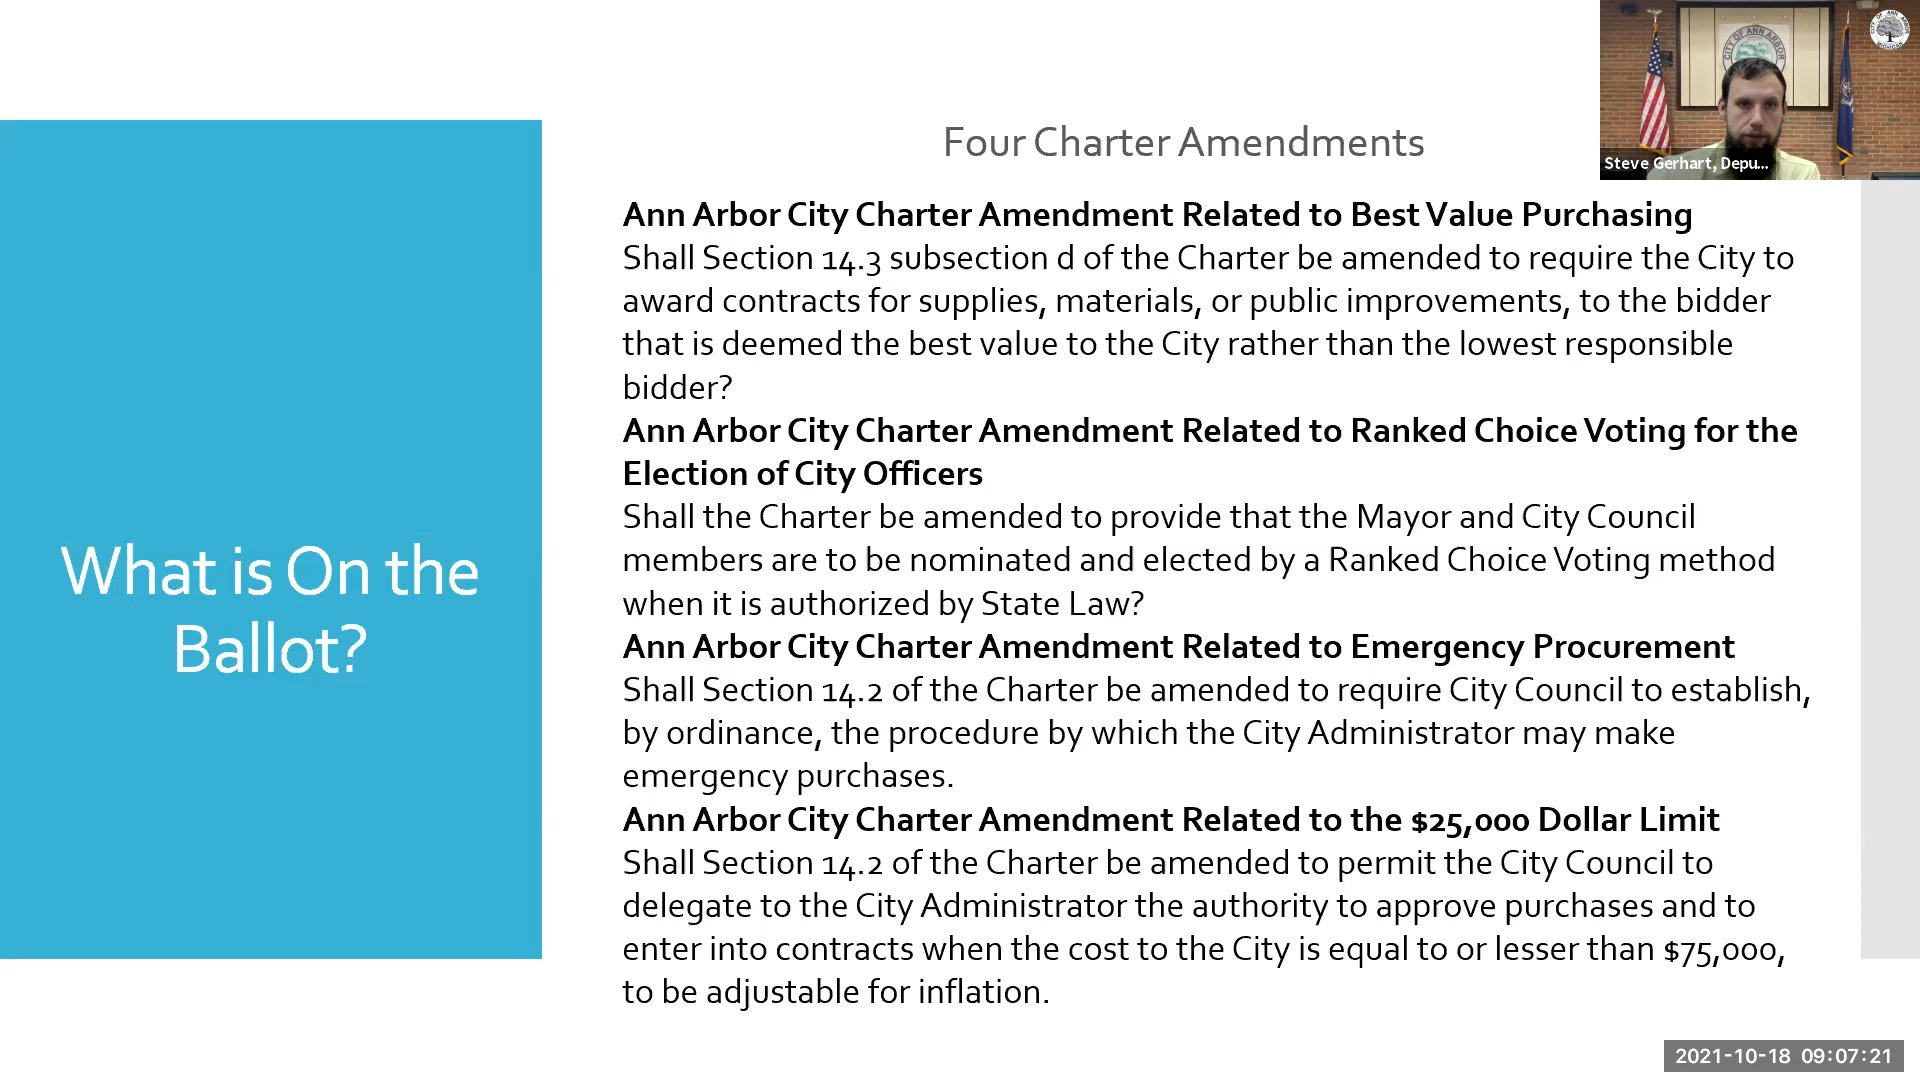 Four Charter Amendments
Ann Arbor City Charter Amendment Related to Best Value Purchasing
Shall Section 14.3 subsection d of the Charter be amended to require the City to
award contracts for supplies, materials, or public improvements, to the bidder
that is deemed the best value to the City rather than the lowest responsible
bidder?
Ann Arbor City Charter Amendment Related to Ranked Choice Voting for the
Election of City Officers
Shall the Charter be amended to provide that the Mayor and City Council
members are to be nominated and elected by a Ranked Choice Voting method
when it is authorized by State Law?
Ann Arbor City Charter Amendment Related to Emergency Procurement
Shall Section 14.2 of the Charter be amended to require City Council to establish,
by ordinance, the procedure by which the City Administrator may make
emergency purchases.
Ann Arbor City Charter Amendment Related to the $25,000 Dollar Limit
Shall Section 14.2 of the Charter be amended to permit the City Council to
delegate to the City Administrator the authority to approve purchases and to
enter into contracts when the cost to the City is equal to or lesser than $75,000,
to be adjustable for inflation.
What is On the
Ballot?
CITY OF ANN ARBOR
CITY OF ANN ARBOR
MICHIGAN
Steve Gerhart, Depu...
2021-10-18 09:07:21